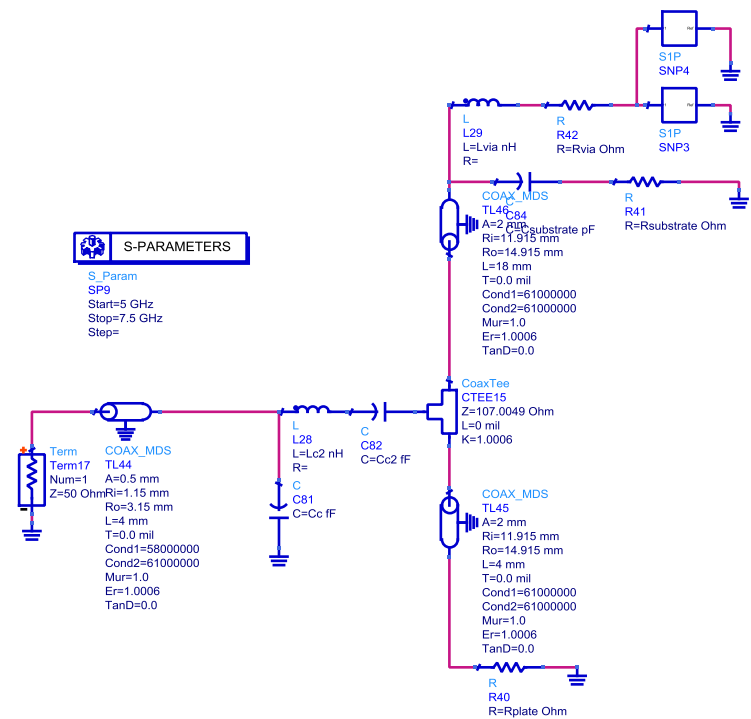 S1P
SNP4
S1P
SNP3
L
L29
L=Lvia nH
R=
R
R42
R=Rvia Ohm
C
C84
C=Csubstrate pF
R
R41
R=Rsubstrate Ohm
COAX_MDS
TL46
A=2 mm
Ri=11.915 mm
Ro=14.915 mm
L=18 mm
T=0.0 mil
Cond1=61000000
Cond2=61000000
Mur=1.0
Er=1.0006
TanD=0.0
S-PARAMETERS
S_Param
SP9
Start=5 GHz
Stop=7.5 GHz
Step=
CoaxTee
CTEE15
Z=107.0049 Ohm
L=0 mil
K=1.0006
Term
Term17
Num=1
Z=50 Ohm
COAX_MDS
TL44
A=0.5 mm
Ri=1.15 mm
Ro=3.15 mm
L=4 mm
T=0.0 mil
Cond1=58000000
Cond2=61000000
Mur=1.0
Er=1.0006
TanD=0.0
L
L28
L=Lc2 nH
R=
C
C82
C=Cc2 fF
C
C81
C=Cc fF
COAX_MDS
TL45
A=2 mm
Ri=11.915 mm
Ro=14.915 mm
L=4 mm
T=0.0 mil
Cond1=61000000
Cond2=61000000
Mur=1.0
Er=1.0006
TanD=0.0
R
R40
R=Rplate Ohm